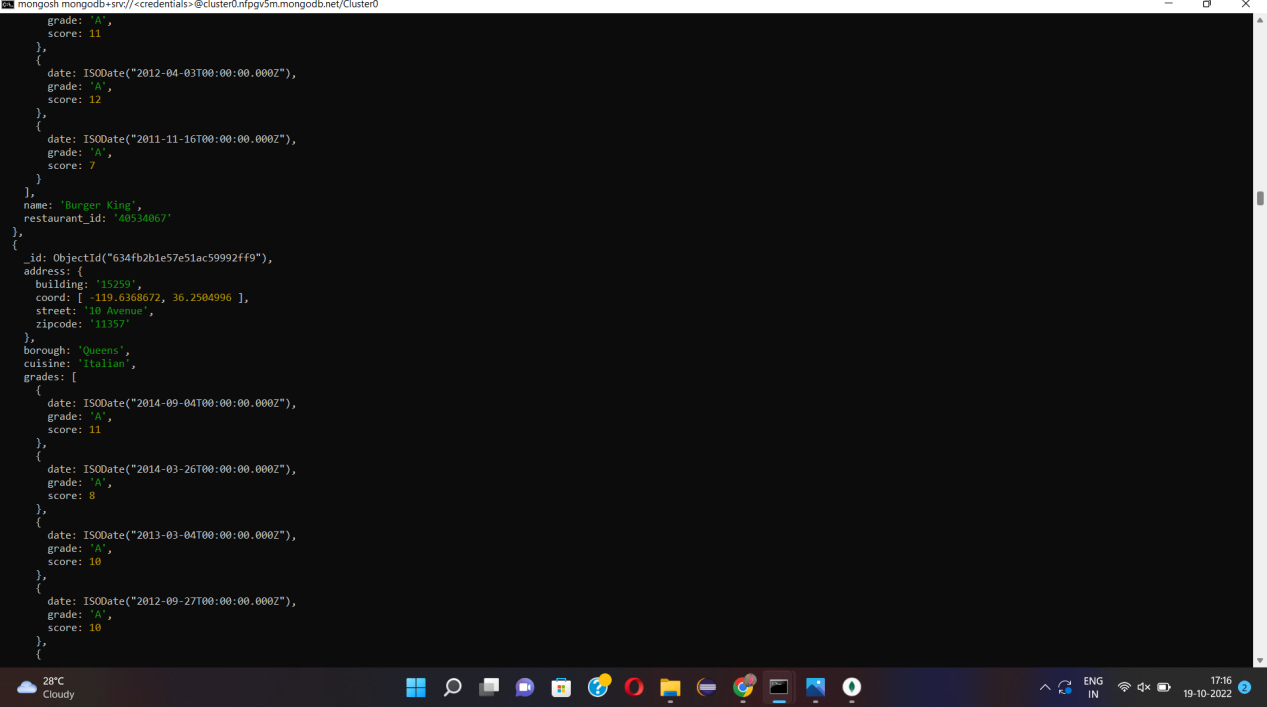 mongosh mongodb+srv://<credentials>@cluster0.nfpgv5m.mongodb.net/Cluster0
grade: 'A',
score: 11
},
{
date: ISODate("2012-04-03T00:00:00.000Z"),
grade: 'A',
score: 12
},
{
date: ISODate("2011-11-16T00:00:00.000Z"),
grade: 'A',
score: 7
}
],
name: 'Burger King',
restaurant_id: '40534067'
},
{
_id: ObjectId("634fb2b1e57e51ac59992ff9"),
address: {
building: '15259',
coord: [ -119.6368672, 36.2504996 ],
street: '10 Avenue',
zipcode: '11357'
},
borough: 'Queens',
cuisine: 'Italian',
grades: [
{
date: ISODate("2014-09-04T00:00:00.000Z"),
grade: 'A',
score: 11
},
{
date: ISODate("2014-03-26T00:00:00.000Z"),
grade: 'A',
score: 8
},
{
date: ISODate("2013-03-04T00:00:00.000Z"),
grade: 'A',
score: 10
},
{
date: ISODate("2012-09-27T00:00:00.000Z"),
grade: 'A',
score: 10
},
{
28°C
Cloudy
ENG
IN
17:16
19-10-2022
2